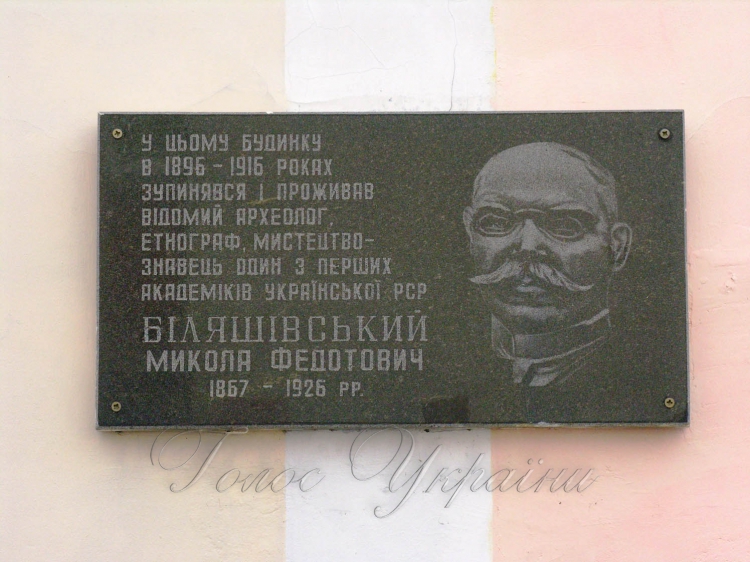 У ЦЬОМУ БУДИНКУ
В 1896 – 1916 РОКАХ
ЗУПИНЯВСЯ І ПРОЖИВАВ
ВІДОМИЙ АРХЕОЛОГ,
ЕТНОГРАФ, МИСТЕЦТВО-
ЗНАВЕЦЬ ОДИН З ПЕРШИХ
АКАДЕМІКІВ УКРАЇНСЬКОЇ РСР
БІЛЯШІВСЬКИЙ
МИКОЛА ФЕДОТОВИЧ
1867 – 1926 РР.
Голос України